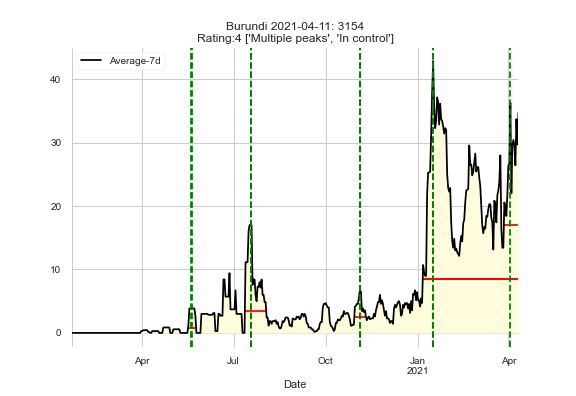 Burundi 2021-04-11: 3154
Rating:4 ['Multiple peaks', 'In control']
Average-7d
40
30
20
10
0
Apr
Jul
Oct
Jan
2021
Apr
Date